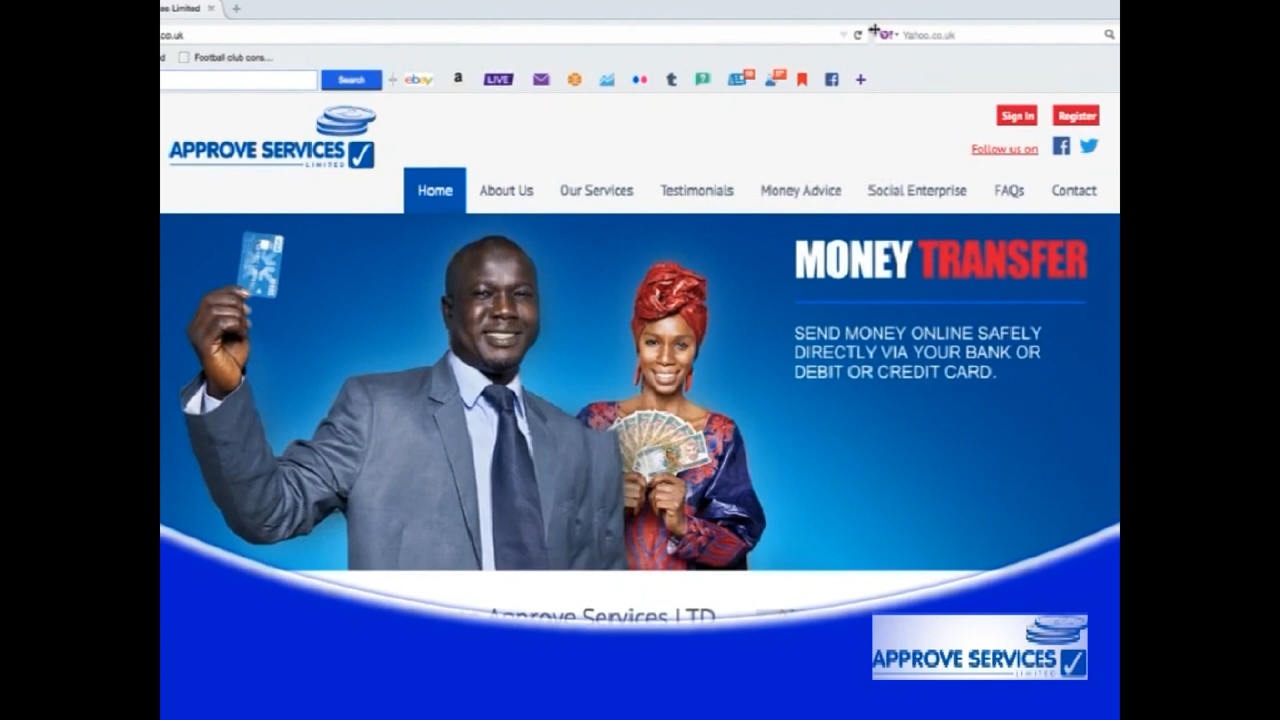 Limited
.co.uk
Yahoo.co.uk
Football club cons...
Search
ebay
a
LIVE
t
APPROVE SERVICES
LIMITED
Sign In
Register
Follow us on
Home
About Us
Our Services
Testimonials
Money Advice
Social Enterprise
FAQs
Contact
MONEY TRANSFER
SEND MONEY ONLINE SAFELY
DIRECTLY VIA YOUR BANK OR
DEBIT OR CREDIT CARD.
Approve Services LTD
APPROVE SERVICES
LIMITED